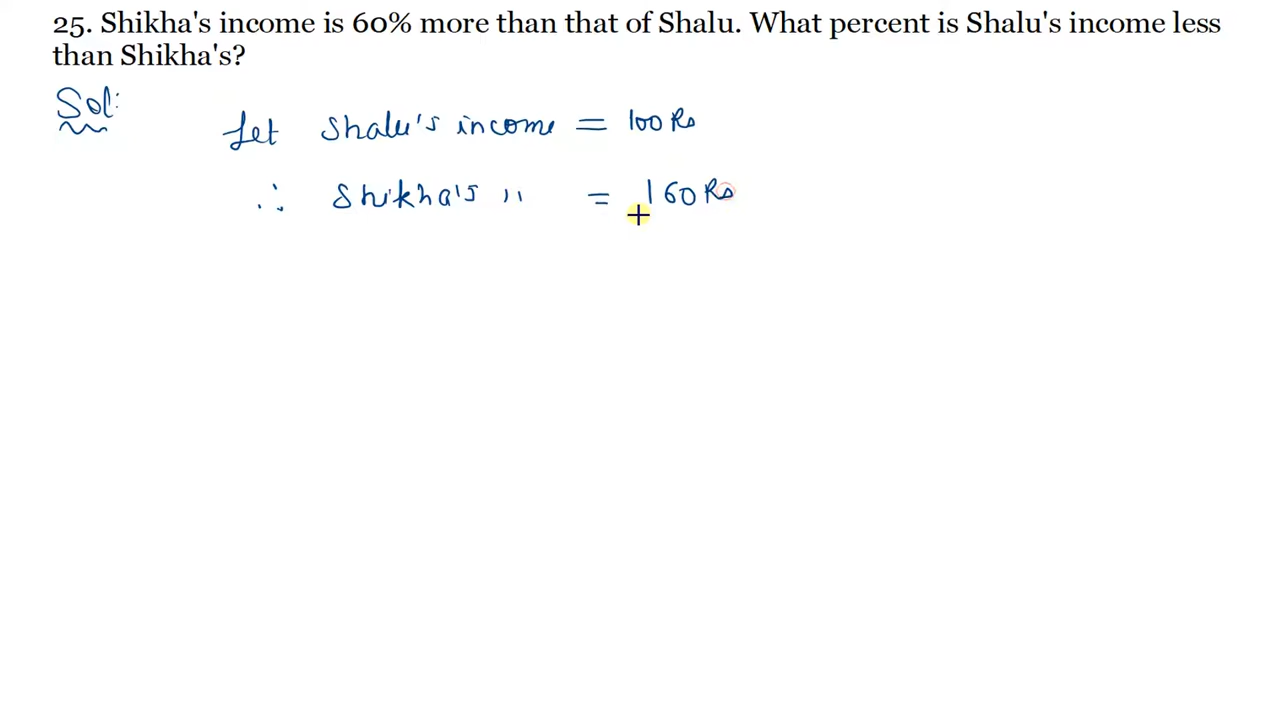 25. Shikha's income is 60% more than that of Shalu. What percent is Shalu's income less
than Shikha's?
Sol:
Let Shalu's income = 100 Rs
∴ Shikha's " = 160 Rs